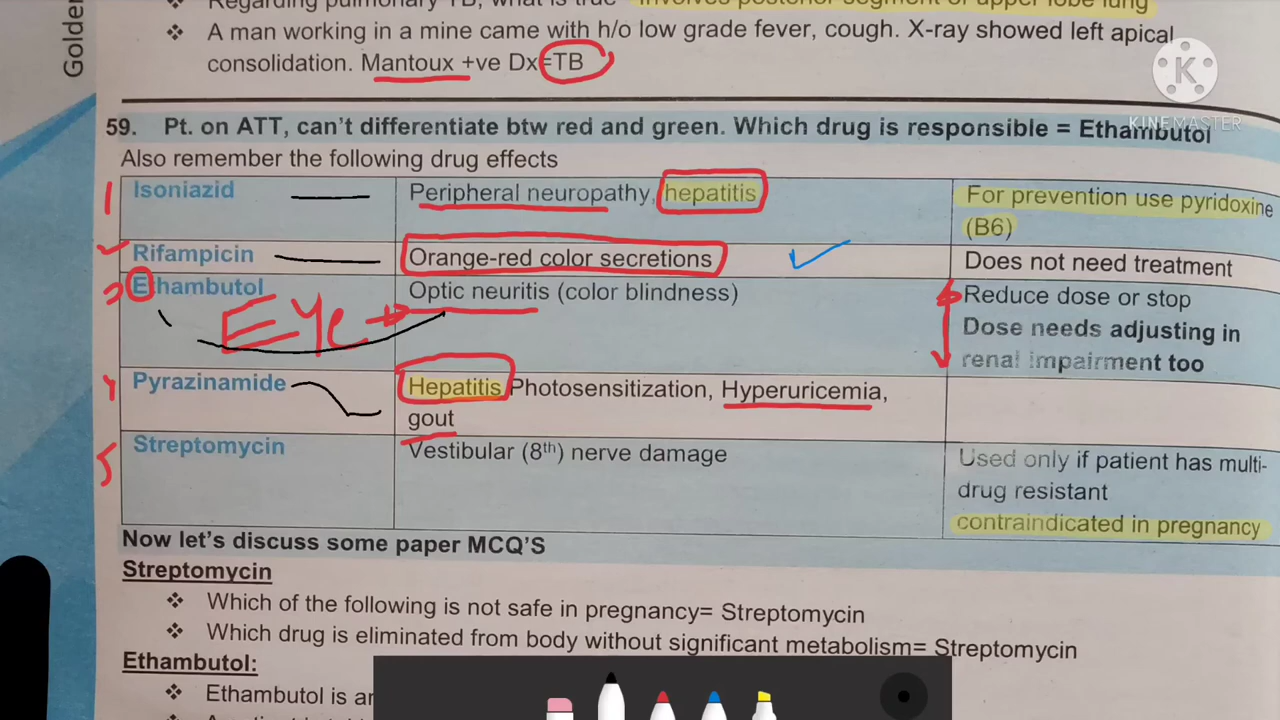 Golden
Regarding pulmonary TB, what is true involves posterior segment of upper lobe lung
❖ A man working in a mine came with h/o low grade fever, cough. X-ray showed left apical
consolidation. Mantoux +ve Dx=TB
K
KINEMASTER
59. Pt. on ATT, can't differentiate btw red and green. Which drug is responsible = Ethambutol
Also remember the following drug effects
1 Isoniazid Peripheral neuropathy, hepatitis For prevention use pyridoxine
(B6)
Rifampicin Orange-red color secretions Does not need treatment
3 Ethambutol Optic neuritis (color blindness) Reduce dose or stop
EYe Dose needs adjusting in
renal impairment too
4 Pyrazinamide Hepatitis Photosensitization, Hyperuricemia,
gout
5 Streptomycin Vestibular (8th) nerve damage Used only if patient has multi-
drug resistant
contraindicated in pregnancy
Now let's discuss some paper MCQ'S
Streptomycin
❖ Which of the following is not safe in pregnancy= Streptomycin
❖ Which drug is eliminated from body without significant metabolism= Streptomycin
Ethambutol:
❖ Ethambutol is